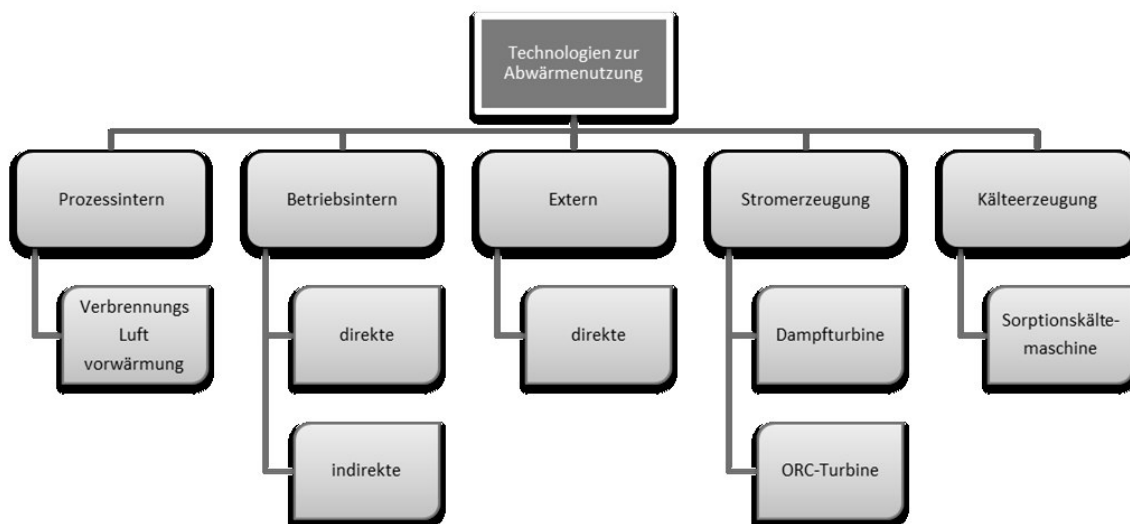 Technologien zur
Abwärmenutzung
Prozessintern
Betriebsintern
Extern
Stromerzeugung
Kälteerzeugung
Verbrennungs
Luft
vorwärmung
direkte
direkte
Dampfturbine
Sorptionskälte-
maschine
indirekte
ORC-Turbine